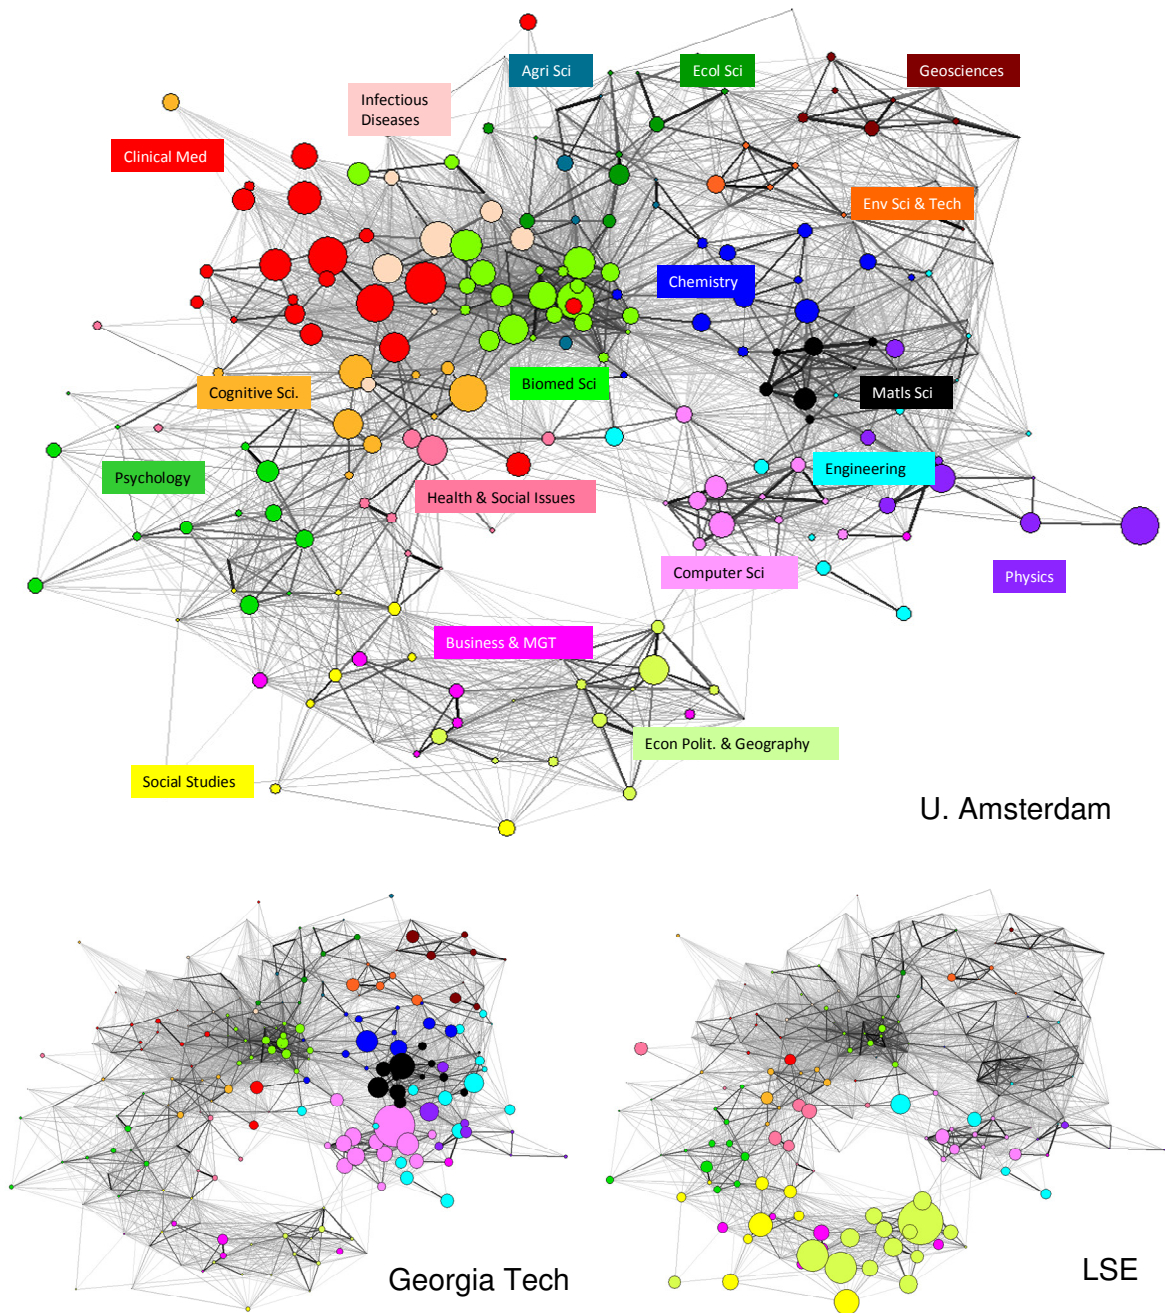 Agri Sci
Ecol Sci
Geosciences
Infectious
Diseases
Clinical Med
Env Sci & Tech
Chemistry
Cognitive Sci.
Biomed Sci
Matls Sci
Psychology
Engineering
Health & Social Issues
Computer Sci
Physics
Business & MGT
Econ Polit. & Geography
Social Studies
U. Amsterdam
Georgia Tech
LSE